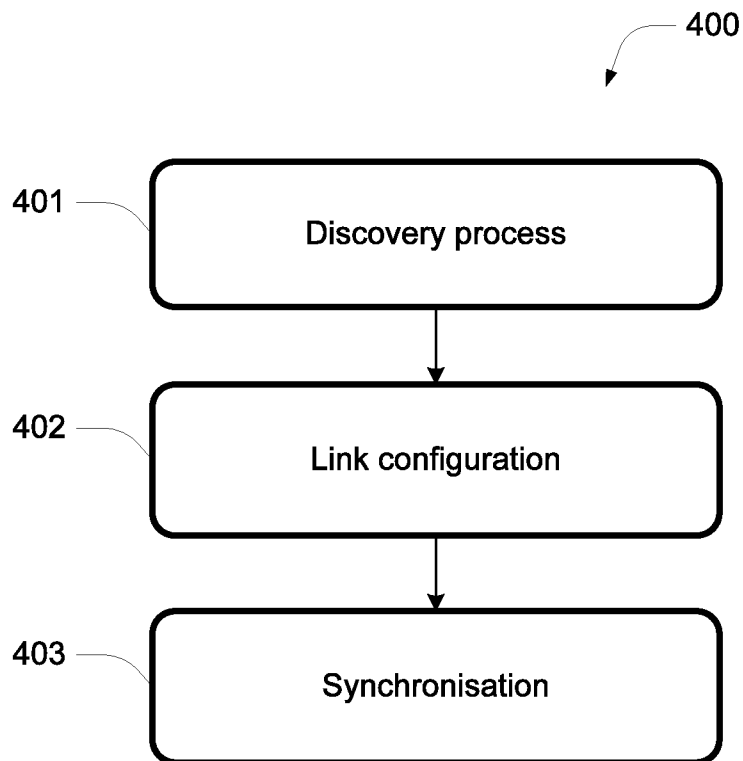 400
401
Discovery process
402
Link configuration
403
Synchronisation